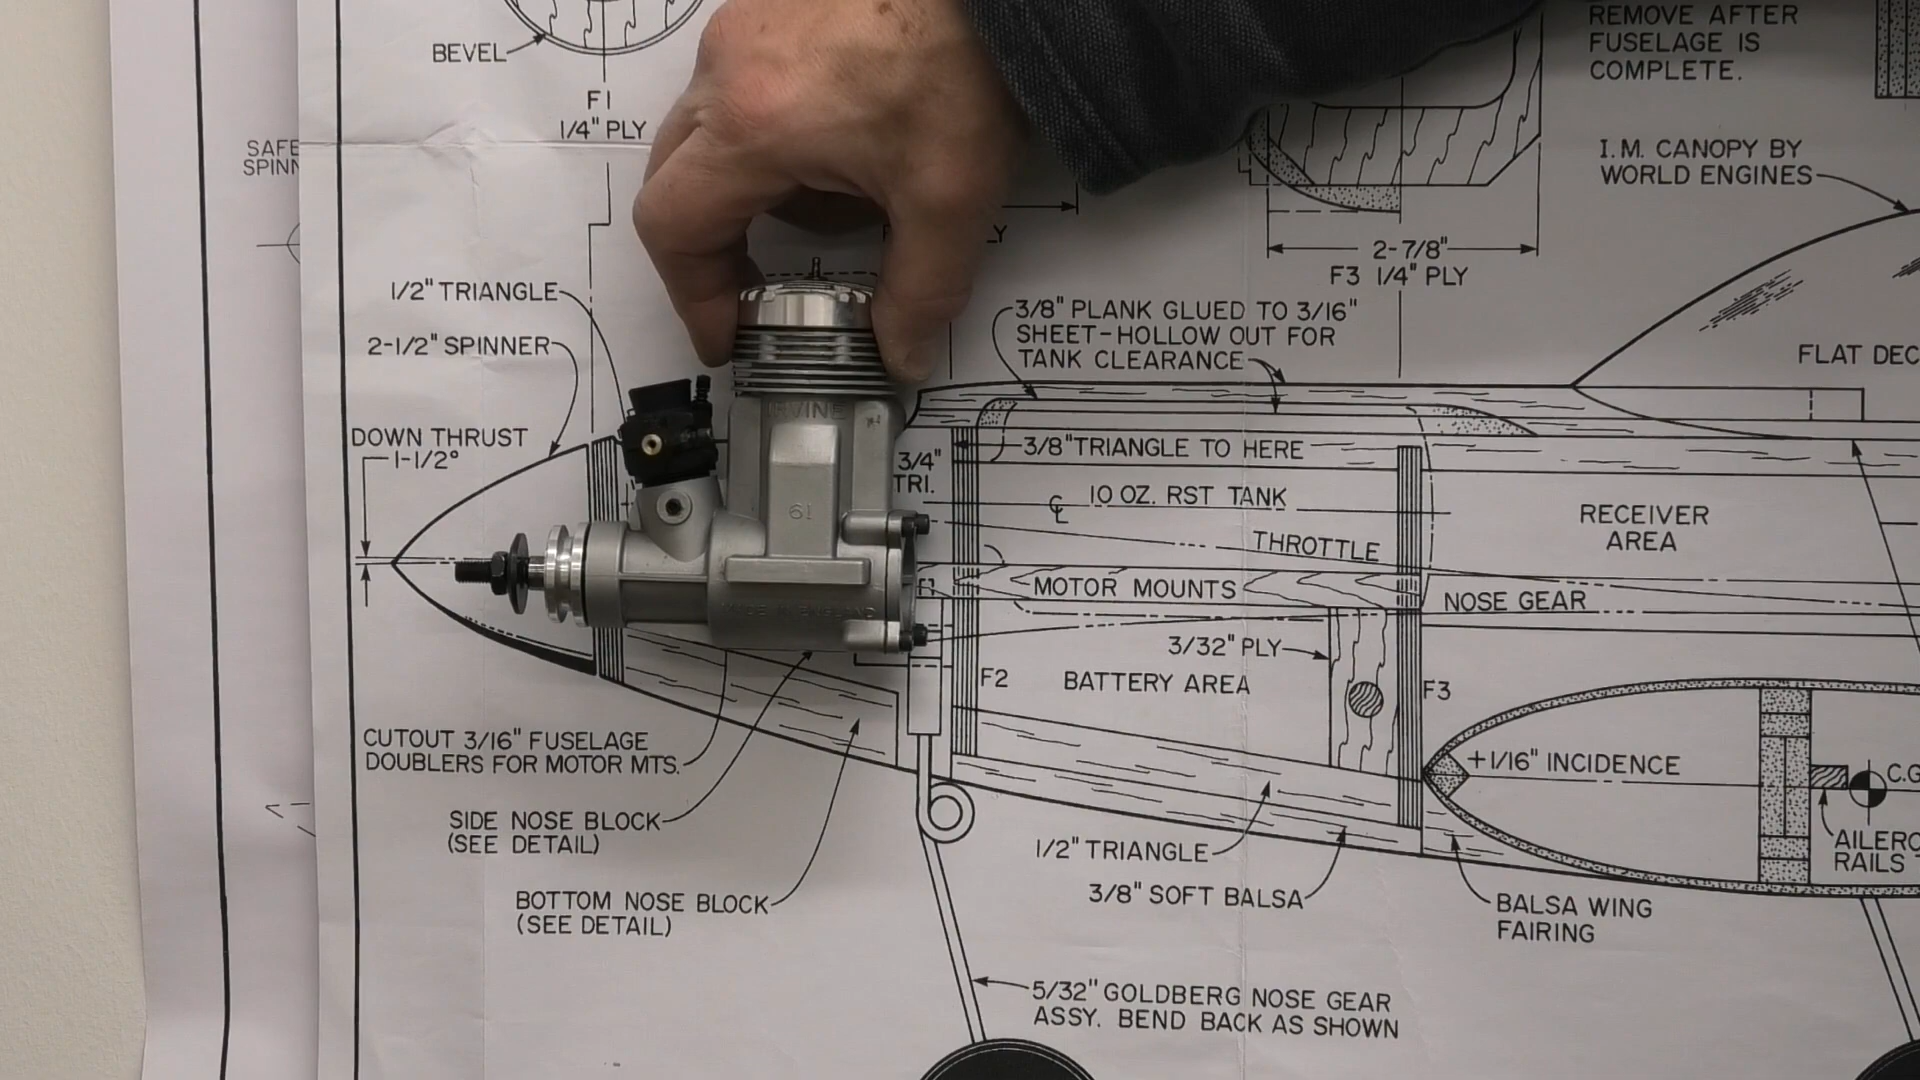 BEVEL
F1
1/4" PLY
REMOVE AFTER
FUSELAGE IS
COMPLETE.
SAFE
SPINN
I.M. CANOPY BY
WORLD ENGINES
2-7/8"
F3 1/4" PLY
1/2" TRIANGLE
2-1/2" SPINNER
3/8" PLANK GLUED TO 3/16"
SHEET-HOLLOW OUT FOR
TANK CLEARANCE
FLAT DEC
IRVINE
61
MADE IN ENGLAND
DOWN THRUST
1-1/2°
3/4"
TRI.
3/8" TRIANGLE TO HERE
℄ 10 OZ. RST TANK
THROTTLE
RECEIVER
AREA
MOTOR MOUNTS
NOSE GEAR
3/32" PLY
F2
BATTERY AREA
F3
CUTOUT 3/16" FUSELAGE
DOUBLERS FOR MOTOR MTS.
+1/16" INCIDENCE
C.G
SIDE NOSE BLOCK
(SEE DETAIL)
1/2" TRIANGLE
AILERO
RAILS
3/8" SOFT BALSA
BOTTOM NOSE BLOCK
(SEE DETAIL)
BALSA WING
FAIRING
5/32" GOLDBERG NOSE GEAR
ASSY. BEND BACK AS SHOWN